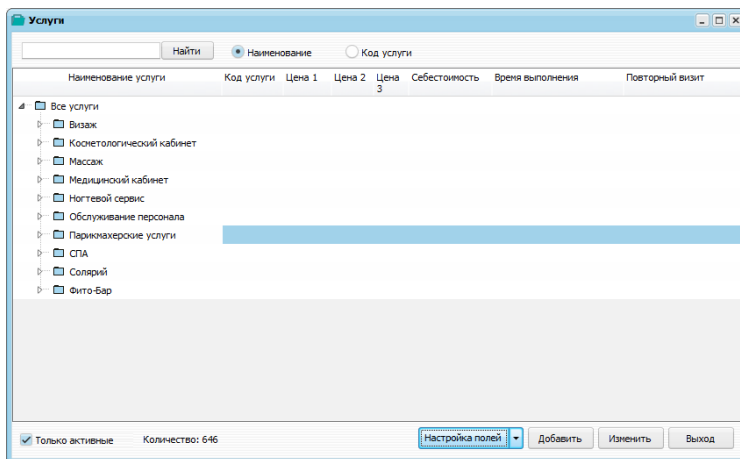 Услуги
Найти Наименование Код услуги
Наименование услуги Код услуги Цена 1 Цена 2 Цена 3 Себестоимость Время выполнения Повторный визит
Все услуги
Визаж
Косметологический кабинет
Массаж
Медицинский кабинет
Ногтевой сервис
Обслуживание персонала
Парикмахерские услуги
СПА
Солярий
Фито-Бар
Только активные Количество: 646 Настройка полей Добавить Изменить Выход